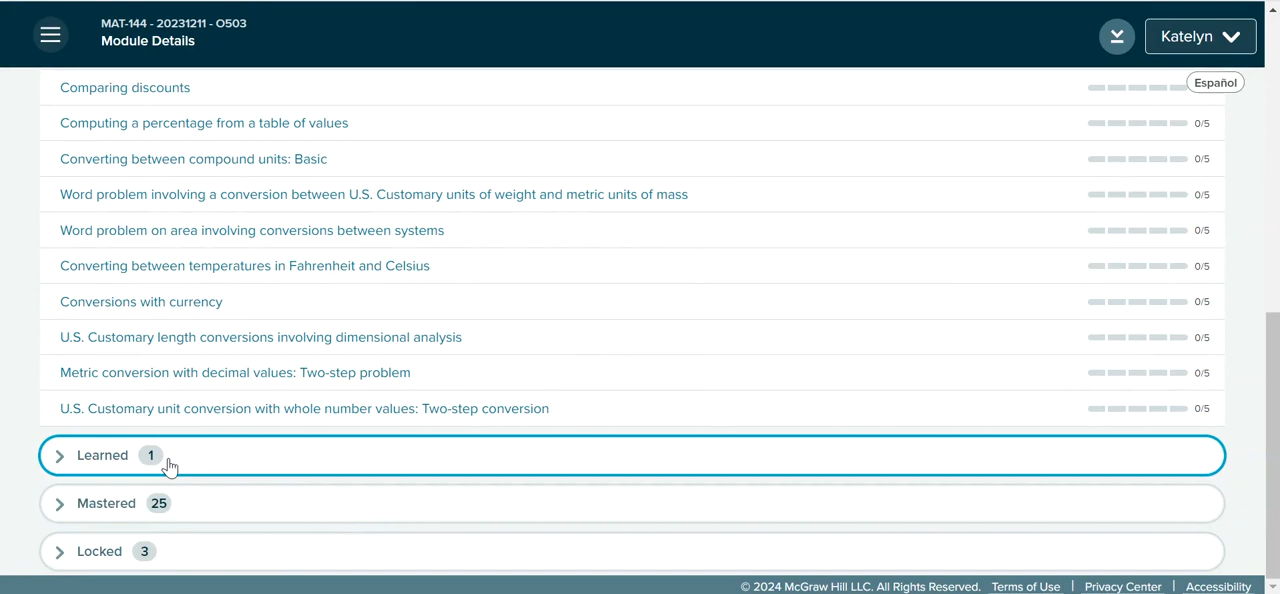 MAT-144 - 20231211 - O503
Module Details
Katelyn
Español
Comparing discounts
Computing a percentage from a table of values 0/5
Converting between compound units: Basic 0/5
Word problem involving a conversion between U.S. Customary units of weight and metric units of mass 0/5
Word problem on area involving conversions between systems 0/5
Converting between temperatures in Fahrenheit and Celsius 0/5
Conversions with currency 0/5
U.S. Customary length conversions involving dimensional analysis 0/5
Metric conversion with decimal values: Two-step problem 0/5
U.S. Customary unit conversion with whole number values: Two-step conversion 0/5
Learned 1
Mastered 25
Locked 3
© 2024 McGraw Hill LLC. All Rights Reserved. Terms of Use | Privacy Center | Accessibility